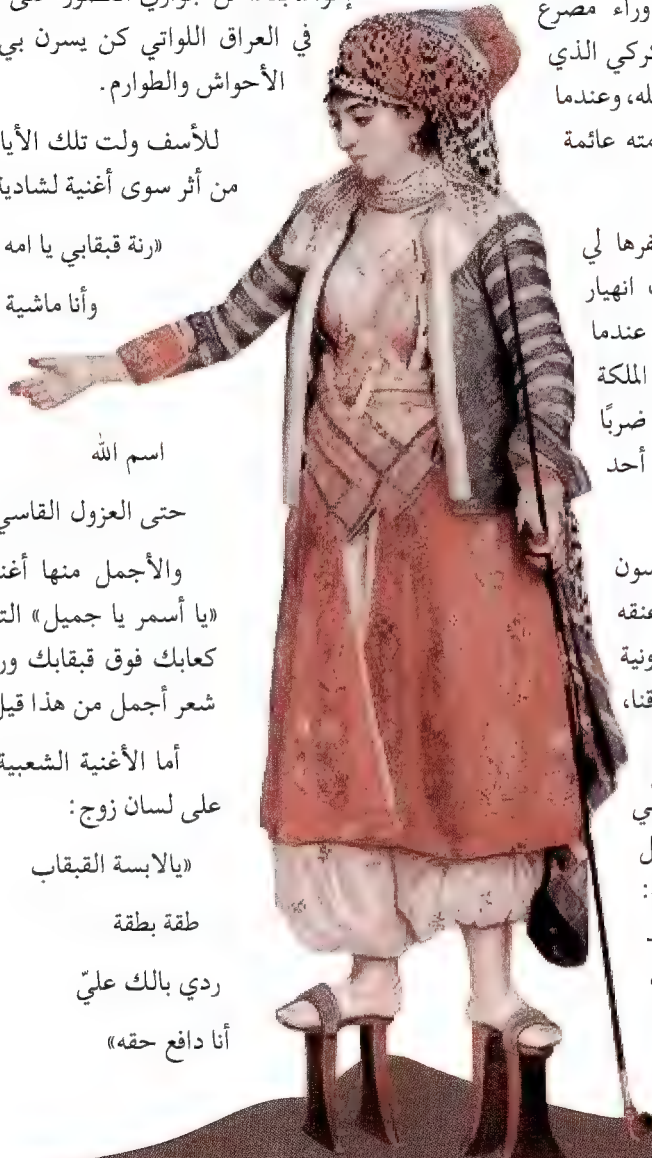 وراء مصرع
كركي الذي
له، وعندما
مته عائمة
فرها لي
انهيار
عندما
الملكة
ضربًا
أحد
سون
عنقه
ونية
قنا،
ي
ل
:
في العراق اللواتي كن يسرن بي
الأحواش والطوارم.
للأسف ولت تلك الأيا
من أثر سوى أغنية لشادية
«رنة قبقابي يا امه
وأنا ماشية
اسم الله
حتى العزول القاسي
والأجمل منها أغن
«يا أسمر يا جميل» الت
كعابك فوق قبقابك ور
شعر أجمل من هذا قيل
أما الأغنية الشعبية
على لسان زوج:
«يالابسة القبقاب
طقة بطقة
ردي بالك عليّ
أنا دافع حقه»